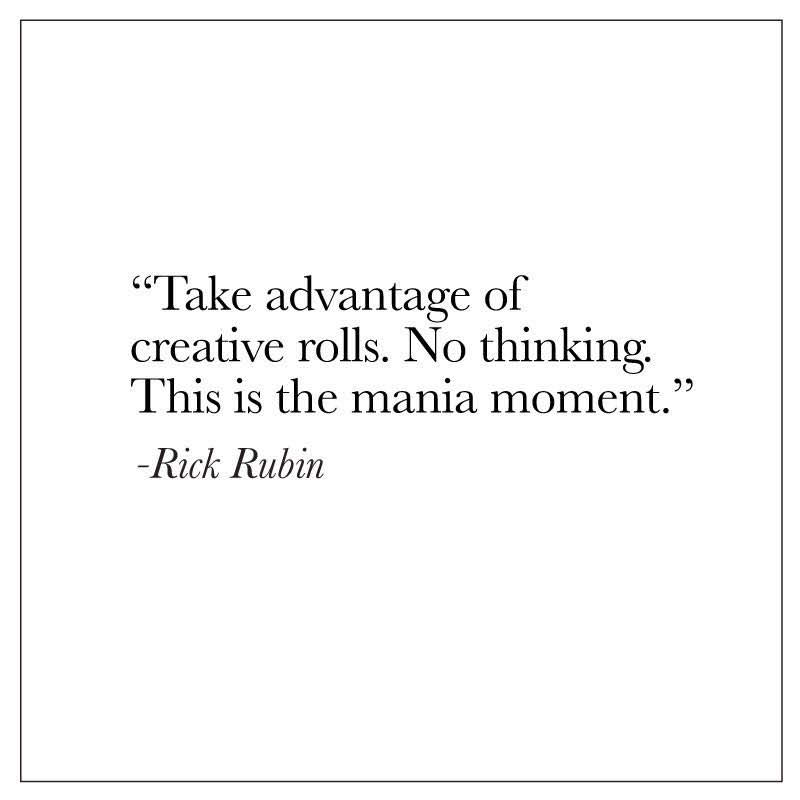 “Take advantage of
creative rolls. No thinking.
This is the mania moment.”
-Rick Rubin